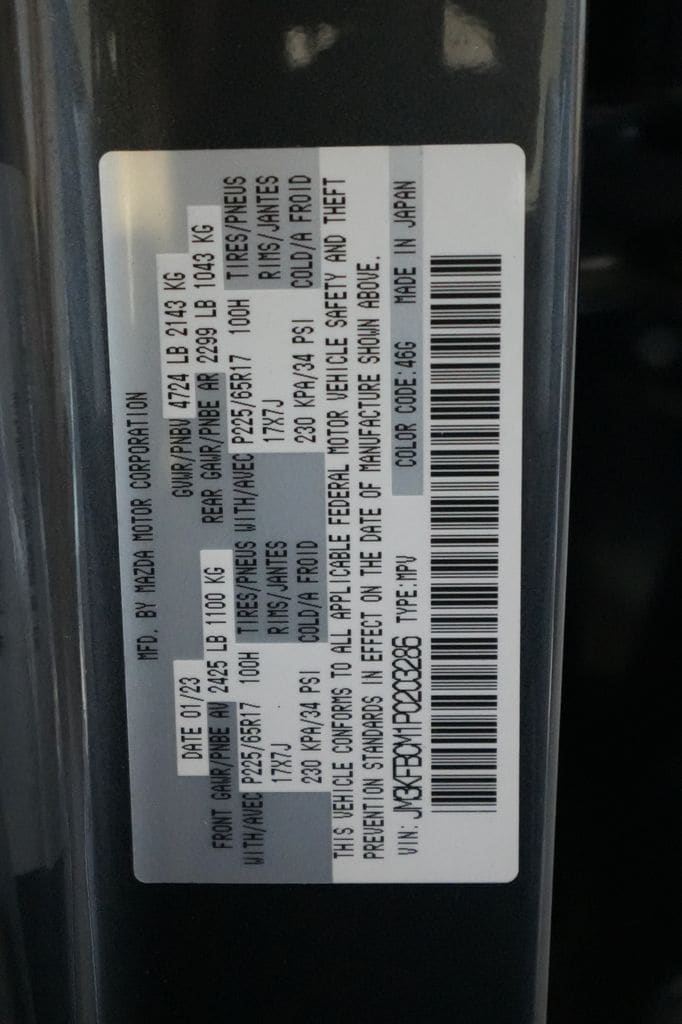 MFD. BY MAZDA MOTOR CORPORATION
DATE 01/23 GVWR/PNBV 4724 LB 2143 KG
FRONT GAWR/PNBE AV 2425 LB 1100 KG REAR GAWR/PNBE AR 2299 LB 1043 KG
WITH/AVEC P225/65R17 100H TIRES/PNEUS WITH/AVEC P225/65R17 100H TIRES/PNEUS
17X7J RIMS/JANTES 17X7J RIMS/JANTES
230 KPA/34 PSI COLD/A FROID 230 KPA/34 PSI COLD/A FROID
THIS VEHICLE CONFORMS TO ALL APPLICABLE FEDERAL MOTOR VEHICLE SAFETY AND THEFT
PREVENTION STANDARDS IN EFFECT ON THE DATE OF MANUFACTURE SHOWN ABOVE.
VIN: JM3KFBCM1P0203286 TYPE:MPV COLOR CODE:46G MADE IN JAPAN